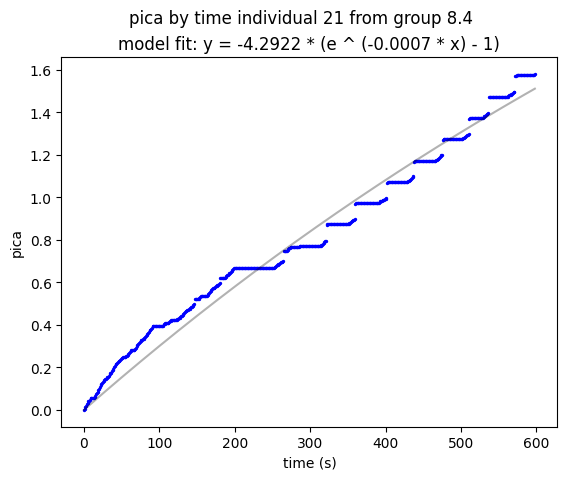 pica by time individual 21 from group 8.4
model fit: y = -4.2922 * (e ^ (-0.0007 * x) - 1)
1.6
1.4
1.2
1.0
0.8
0.6
0.4
0.2
0.0
pica
0 100 200 300 400 500 600
time (s)